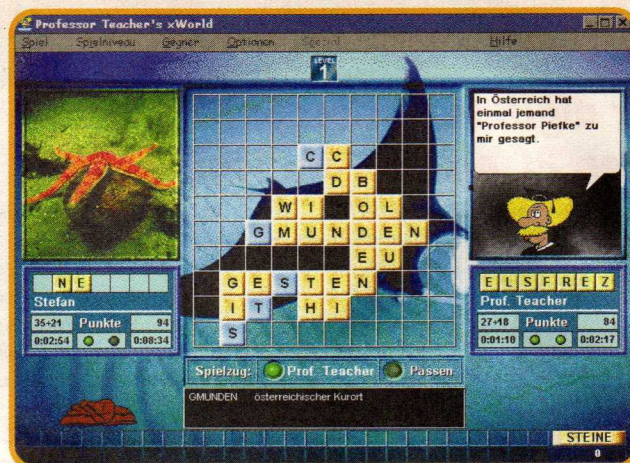 Professor Teacher's xWorld
Spiel Spielniveau Gegner Optionen Spezial Hilfe
LEVEL
1
In Österreich hat
einmal jemand
"Professor Piefke" zu
mir gesagt.
C C
D B
W I O L
G M U N D E N
E U
G E S T E N
I T H I
S
N E
Stefan
35+21 Punkte 94
0:02:54 0:08:34
E L S F R E Z
Prof. Teacher
27+18 Punkte 84
0:01:10 0:02:17
Spielzug: Prof. Teacher Passen
GMUNDEN österreichischer Kurort
STEINE
0